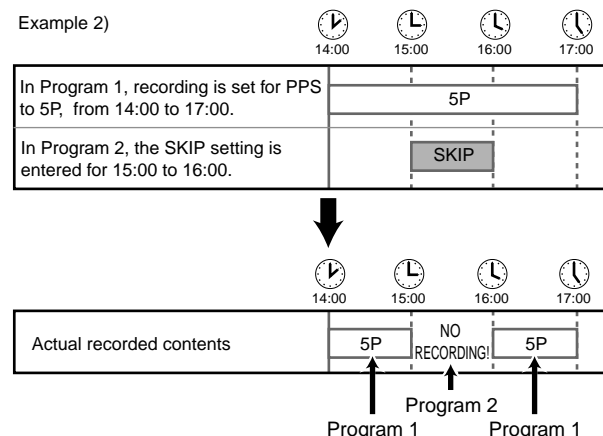 Example 2)
14:00 15:00 16:00 17:00
In Program 1, recording is set for PPS
to 5P, from 14:00 to 17:00.
5P
In Program 2, the SKIP setting is
entered for 15:00 to 16:00.
SKIP
14:00 15:00 16:00 17:00
Actual recorded contents
5P
NO
RECORDING!
5P
Program 2
Program 1 Program 1